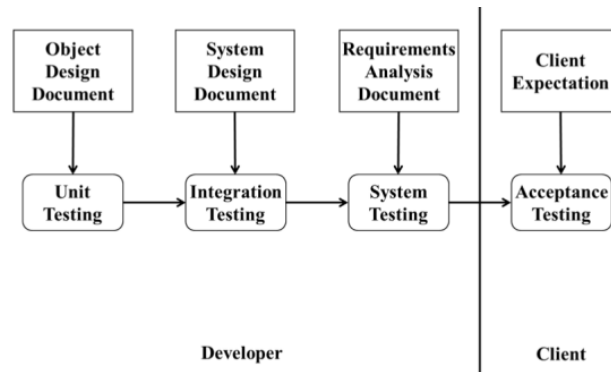 Object
Design
Document
System
Design
Document
Requirements
Analysis
Document
Client
Expectation
Unit
Testing
Integration
Testing
System
Testing
Acceptance
Testing
Developer
Client